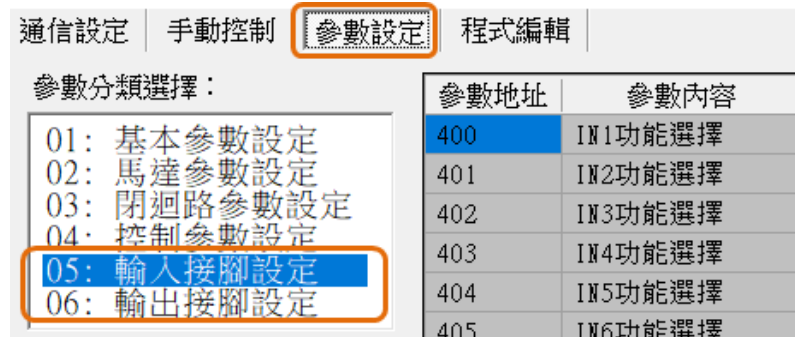 通信設定 手動控制 參數設定 程式編輯
參數分類選擇：
01: 基本參數設定
02: 馬達參數設定
03: 閉迴路參數設定
04: 控制參數設定
05: 輸入接腳設定
06: 輸出接腳設定
參數地址 參數內容
400 IN1功能選擇
401 IN2功能選擇
402 IN3功能選擇
403 IN4功能選擇
404 IN5功能選擇
405 IN6功能選擇